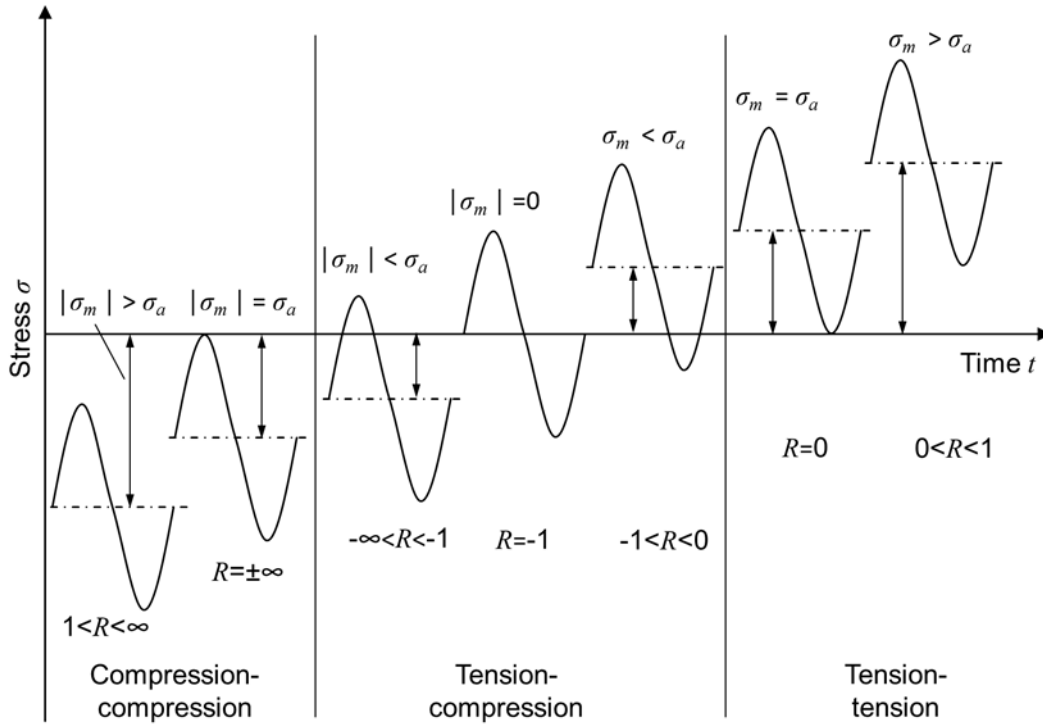 Stress σ
σₘ > σₐ
σₘ = σₐ
σₘ < σₐ
|σₘ| =0
|σₘ| < σₐ
|σₘ| > σₐ
|σₘ| = σₐ
Time t
R=0
0<R<1
-∞<R<-1
R=-1
-1<R<0
R=±∞
1<R<∞
Compression-
compression
Tension-
compression
Tension-
tension